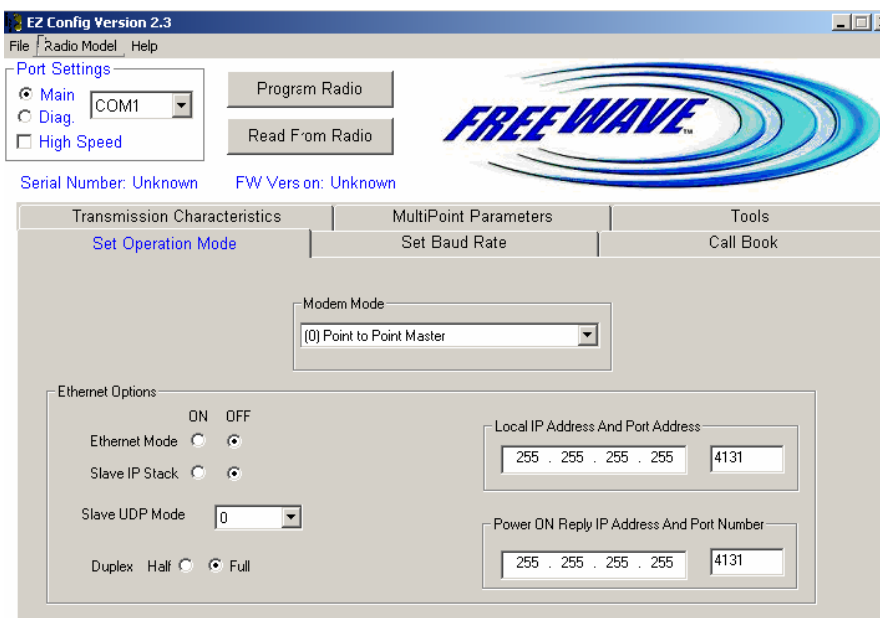 EZ Config Version 2.3
File Radio Model Help
Port Settings
Main
Diag.
COM1
High Speed
Program Radio
Read From Radio
FREEWAVE™
Serial Number: Unknown FW Vers on: Unknown
Transmission Characteristics MultiPoint Parameters Tools
Set Operation Mode Set Baud Rate Call Book
Modem Mode
(0) Point to Point Master
Ethernet Options
ON OFF
Ethernet Mode
Slave IP Stack
Slave UDP Mode 0
Duplex Half Full
Local IP Address And Port Address
255 . 255 . 255 . 255 4131
Power ON Reply IP Address And Port Number
255 . 255 . 255 . 255 4131